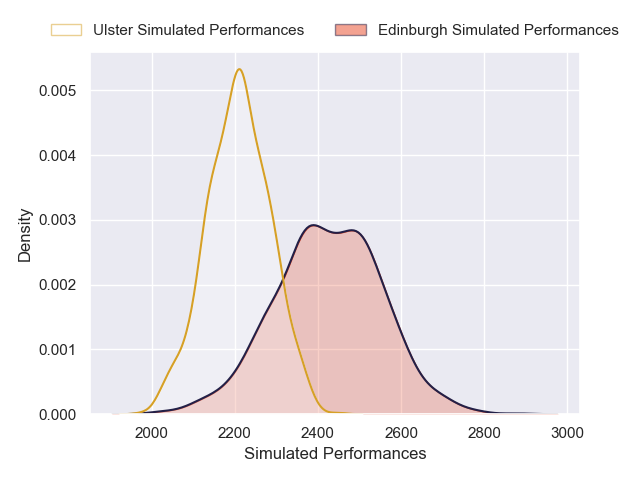 Ulster Simulated Performances Edinburgh Simulated Performances
0.005
0.004
0.003
0.002
0.001
0.000
Density
2000 2200 2400 2600 2800 3000
Simulated Performances